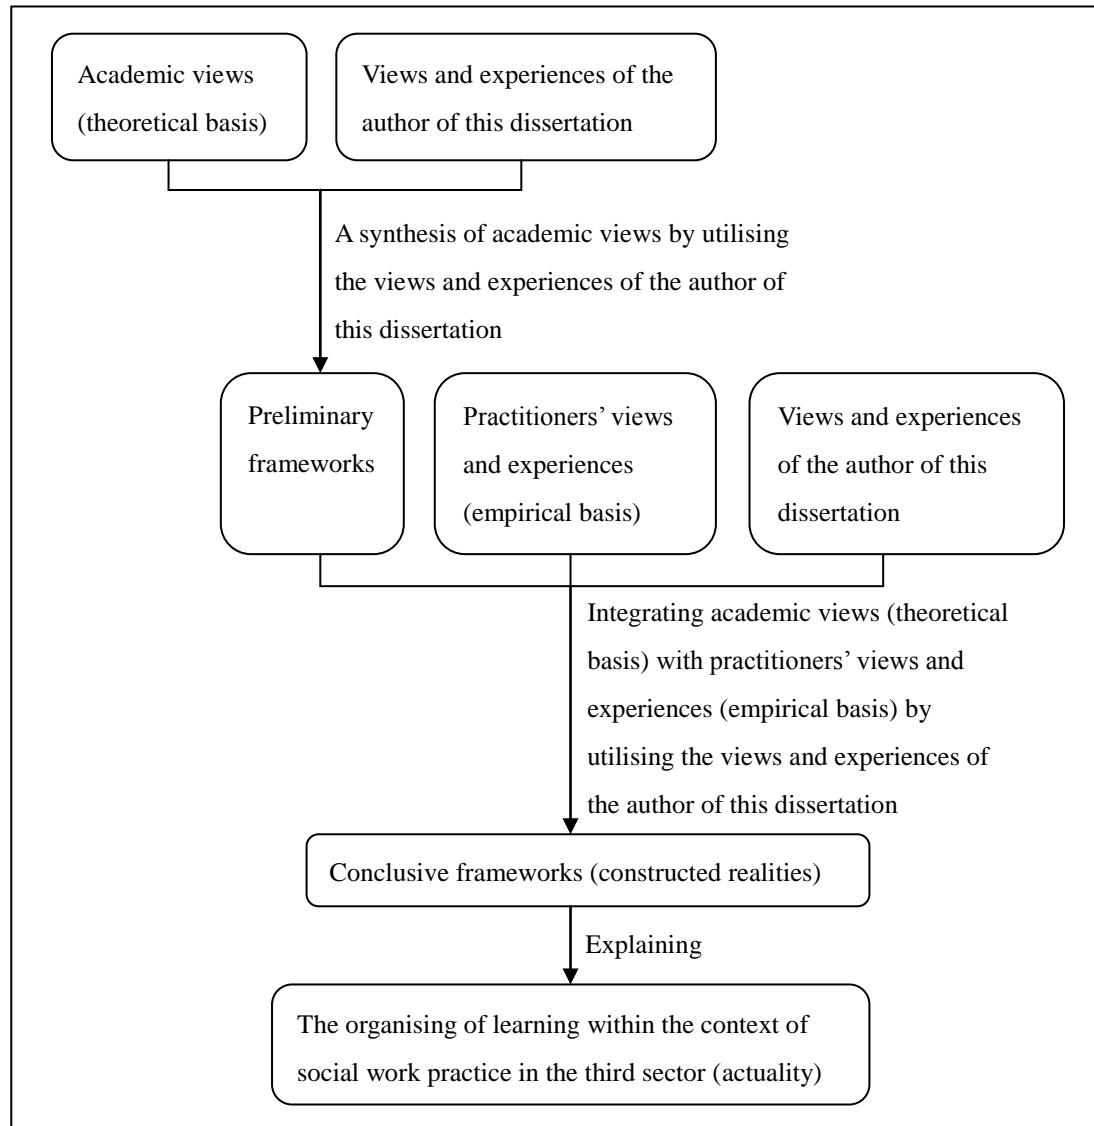 Academic views
(theoretical basis)
Views and experiences of the
author of this dissertation
A synthesis of academic views by utilising
the views and experiences of the author of
this dissertation
Preliminary
frameworks
Practitioners’ views
and experiences
(empirical basis)
Views and experiences
of the author of this
dissertation
Integrating academic views (theoretical
basis) with practitioners’ views and
experiences (empirical basis) by
utilising the views and experiences of
the author of this dissertation
Conclusive frameworks (constructed realities)
Explaining
The organising of learning within the context of
social work practice in the third sector (actuality)